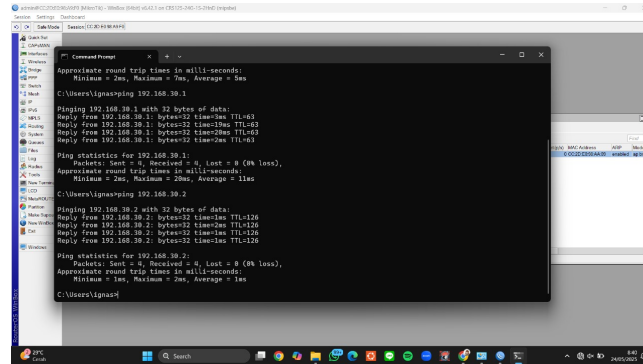 Session Settings Dashboard
Safe Mode
Quick Set
CAPsMAN
Interfaces
Wireless
Bridge
PPP
Switch
Mesh
IP
IPv6
MPLS
Routing
System
Queues
Files
Log
Radius
Tools
New Terminal
LCD
MetaROUTER
Partition
New WinBox
Exit
Windows
RouterOS WinBox
Command Prompt
Approximate round trip times in milli-seconds:
Minimum = 2ms, Maximum = 7ms, Average = 5ms
C:\Users\ignas>ping 192.168.30.1
Pinging 192.168.30.1 with 32 bytes of data:
Reply from 192.168.30.1: bytes=32 time=3ms TTL=63
Reply from 192.168.30.1: bytes=32 time=19ms TTL=63
Reply from 192.168.30.1: bytes=32 time=20ms TTL=63
Reply from 192.168.30.1: bytes=32 time=2ms TTL=63
Ping statistics for 192.168.30.1:
Packets: Sent = 4, Received = 4, Lost = 0 (0% loss),
Approximate round trip times in milli-seconds:
Minimum = 2ms, Maximum = 20ms, Average = 11ms
C:\Users\ignas>ping 192.168.30.2
Pinging 192.168.30.2 with 32 bytes of data:
Reply from 192.168.30.2: bytes=32 time=1ms TTL=126
Reply from 192.168.30.2: bytes=32 time=2ms TTL=126
Reply from 192.168.30.2: bytes=32 time=1ms TTL=126
Reply from 192.168.30.2: bytes=32 time=1ms TTL=126
Ping statistics for 192.168.30.2:
Packets: Sent = 4, Received = 4, Lost = 0 (0% loss),
Approximate round trip times in milli-seconds:
Minimum = 1ms, Maximum = 2ms, Average = 1ms
C:\Users\ignas>
Find
MAC Address ARP
enabled
29°C
Cerah
Search
24/05/2025